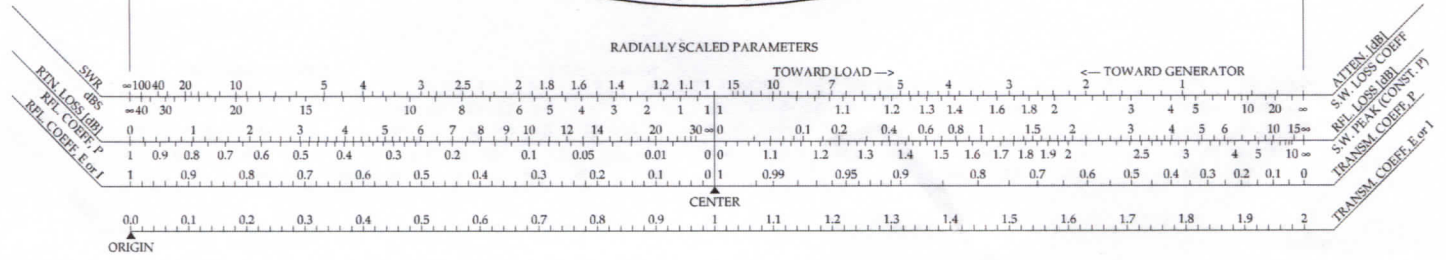 RADIALLY SCALED PARAMETERS
TOWARD LOAD —> <— TOWARD GENERATOR
SWR ∞ 100 40 20 10 5 4 3 2.5 2 1.8 1.6 1.4 1.2 1.1 1 15 10 7 5 4 3 2 1 ATTEN. [dB]
dBS ∞ 40 30 20 15 10 8 6 5 4 3 2 1 1 1 1.1 1.2 1.3 1.4 1.6 1.8 2 3 4 5 10 20 ∞ S.W. LOSS COEFF
RTN. LOSS [dB] 0 1 2 3 4 5 6 7 8 9 10 12 14 20 30 ∞ 0 0.1 0.2 0.4 0.6 0.8 1 1.5 2 3 4 5 6 10 15 ∞ RFL. LOSS [dB]
RFL. COEFF, P 1 0.9 0.8 0.7 0.6 0.5 0.4 0.3 0.2 0.1 0.05 0.01 0 0 1.1 1.2 1.3 1.4 1.5 1.6 1.7 1.8 1.9 2 2.5 3 4 5 10 ∞ S.W. PEAK (CONST. P)
RFL. COEFF, E or I 1 0.9 0.8 0.7 0.6 0.5 0.4 0.3 0.2 0.1 0 1 0.99 0.95 0.9 0.8 0.7 0.6 0.5 0.4 0.3 0.2 0.1 0 TRANSM. COEFF, P
CENTER
0.0 0.1 0.2 0.3 0.4 0.5 0.6 0.7 0.8 0.9 1 1.1 1.2 1.3 1.4 1.5 1.6 1.7 1.8 1.9 2 TRANSM. COEFF, E or I
ORIGIN